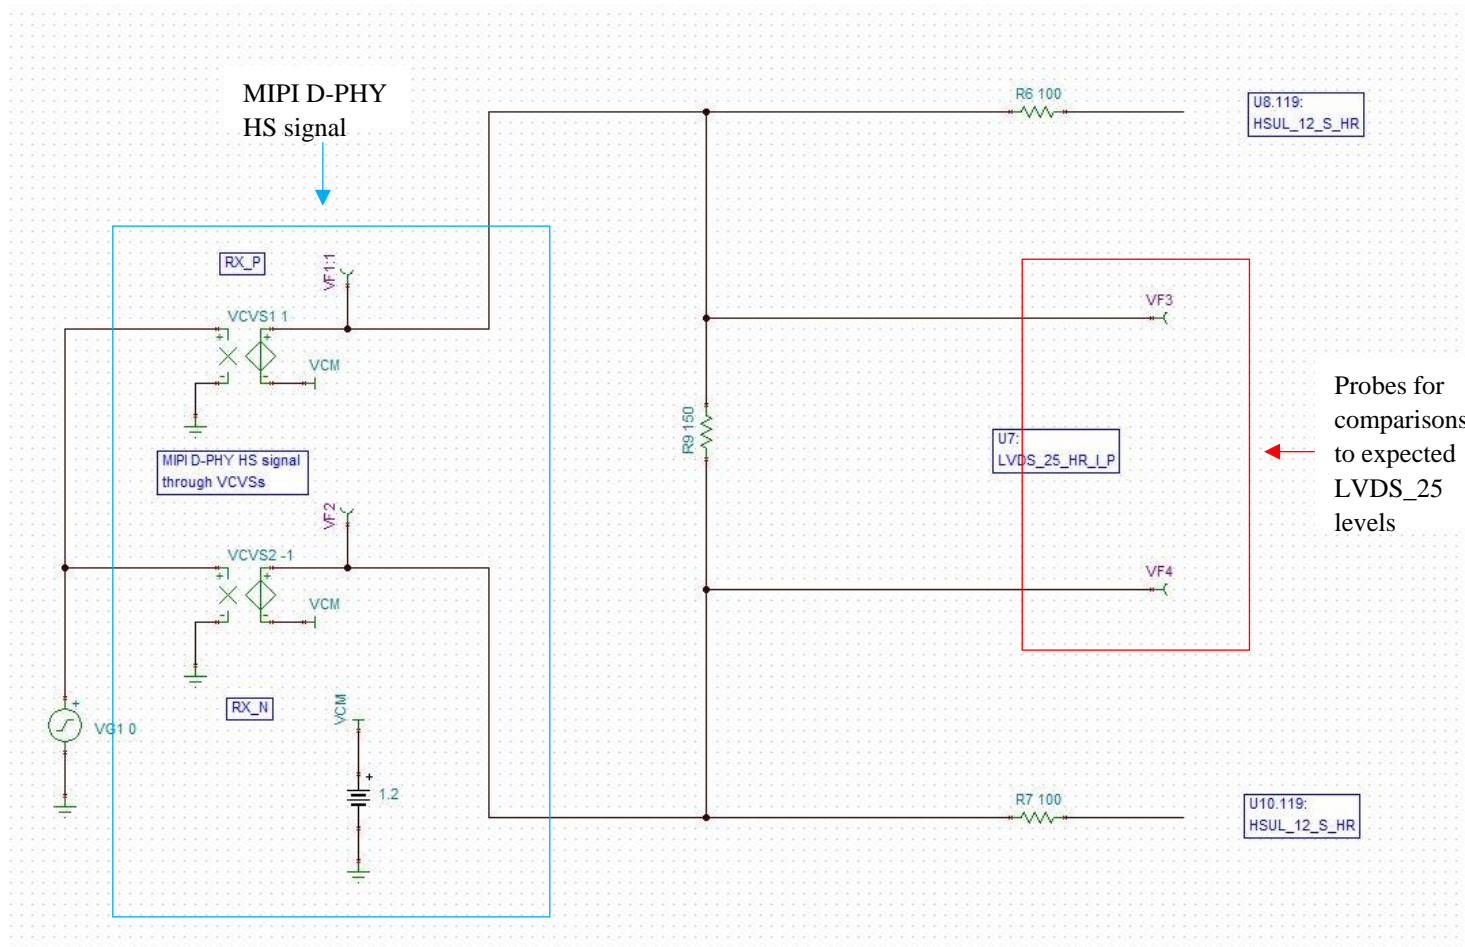 MIPI D-PHY
HS signal
R6 100
U8.119:
HSUL_12_S_HR
RX_P
VF1:1
VCVS1 1
+
+
-
-
VCM
VF3
Probes for
comparisons
to expected
LVDS_25
levels
R9 150
U7:
LVDS_25_HR_I_P
MIPI D-PHY HS signal
through VCVSs
VF2
VCVS2 -1
+
+
-
-
VCM
VF4
RX_N
VCM
+
VG1 0
+
1.2
R7 100
U10.119:
HSUL_12_S_HR